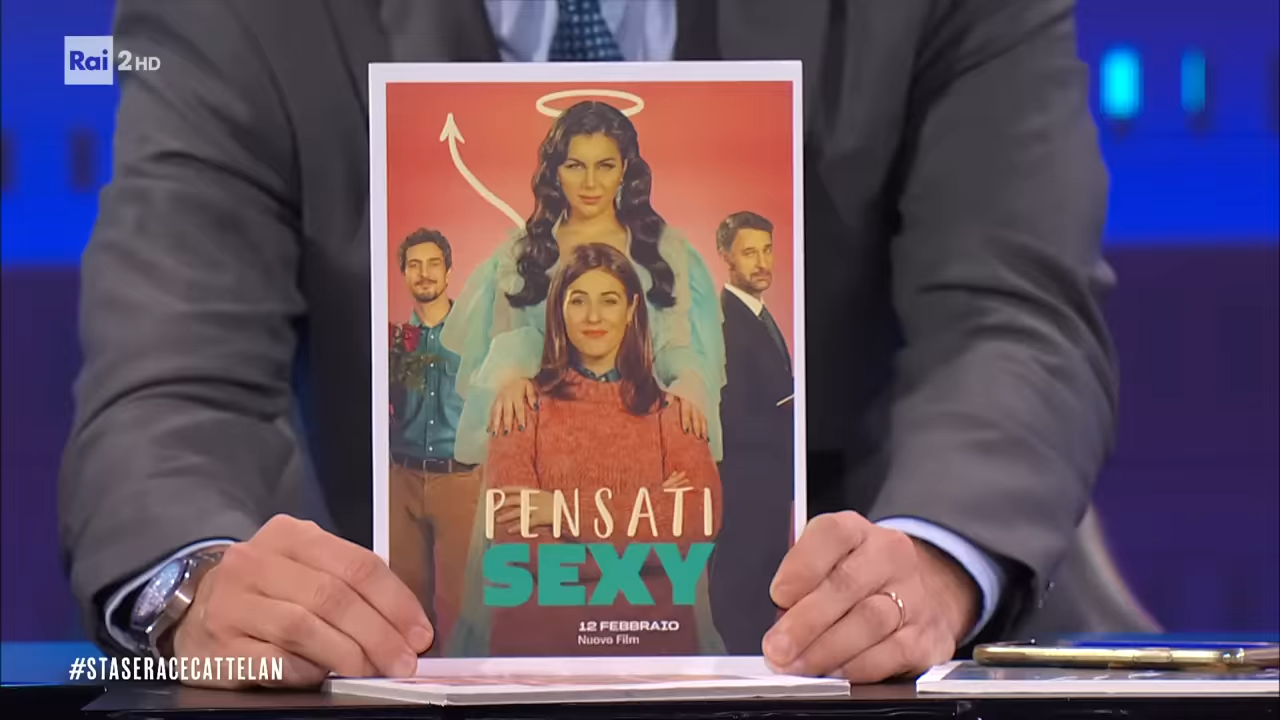 Rai 2HD
PENSATI
SEXY
12 FEBBRAIO
Nuovo Film
#STASERACECATTELAN